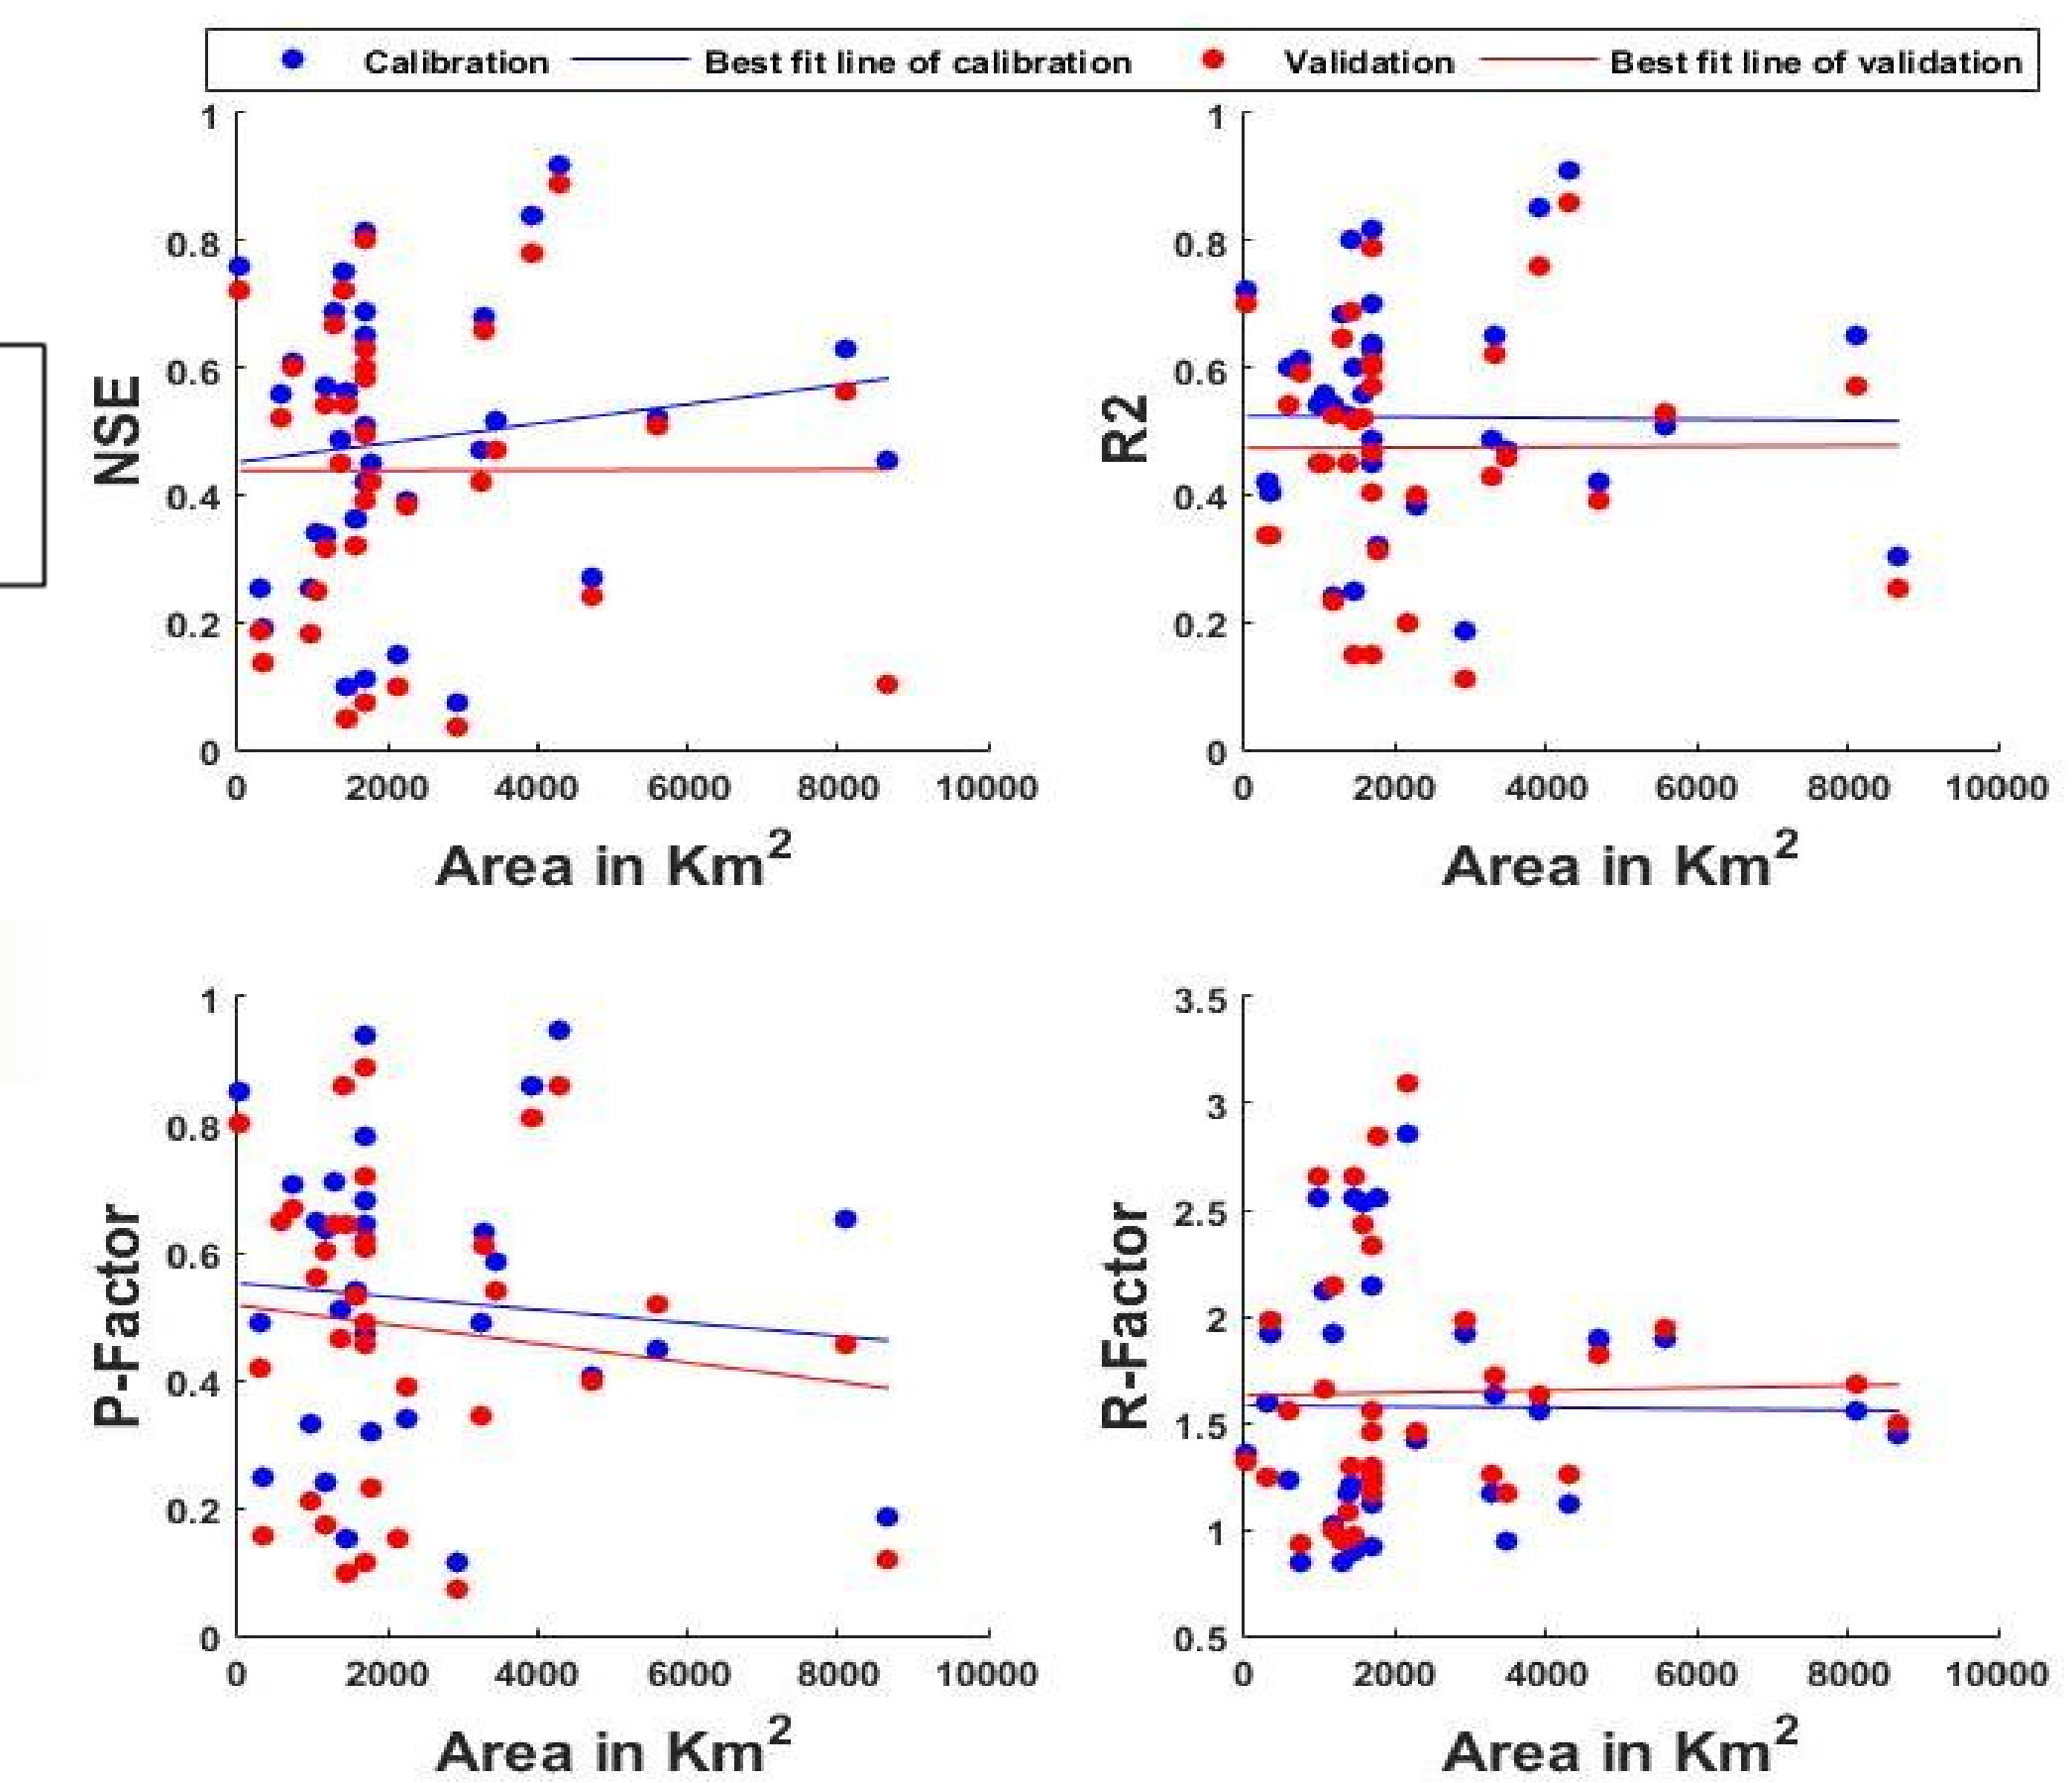 Calibration Best fit line of calibration Validation Best fit line of validation
1
0.8
0.6
0.4
0.2
0
NSE
0 2000 4000 6000 8000 10000
Area in Km2
1
0.8
0.6
0.4
0.2
0
R2
0 2000 4000 6000 8000 10000
Area in Km2
1
0.8
0.6
0.4
0.2
0
P-Factor
0 2000 4000 6000 8000 10000
Area in Km2
3.5
3
2.5
2
1.5
1
0.5
R-Factor
0 2000 4000 6000 8000 10000
Area in Km2